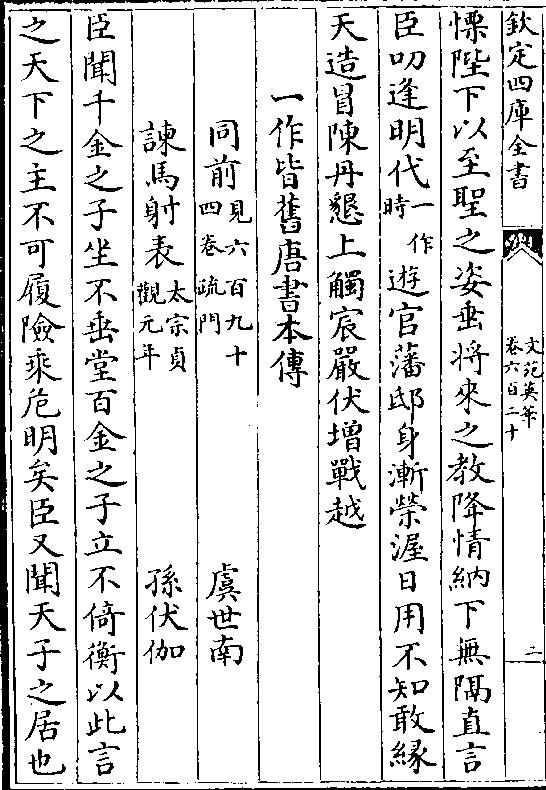 欽定四庫全書
文苑英華
卷六百二十
二
慄陛下以至聖之姿垂將來之教降情納下無隔直言
臣叨逢明代一作時遊官藩邸身漸榮渥日用不知敢緣
天造冒陳丹懇上觸宸嚴伏增戰越
一作皆舊唐書本傳
同前見六百九十四卷疏門 虞世南
諫馬射表太宗貞觀元年 孫伏伽
臣聞千金之子坐不垂堂百金之子立不倚衡以此言
之天下之主不可履險乘危明矣臣又聞天子之居也